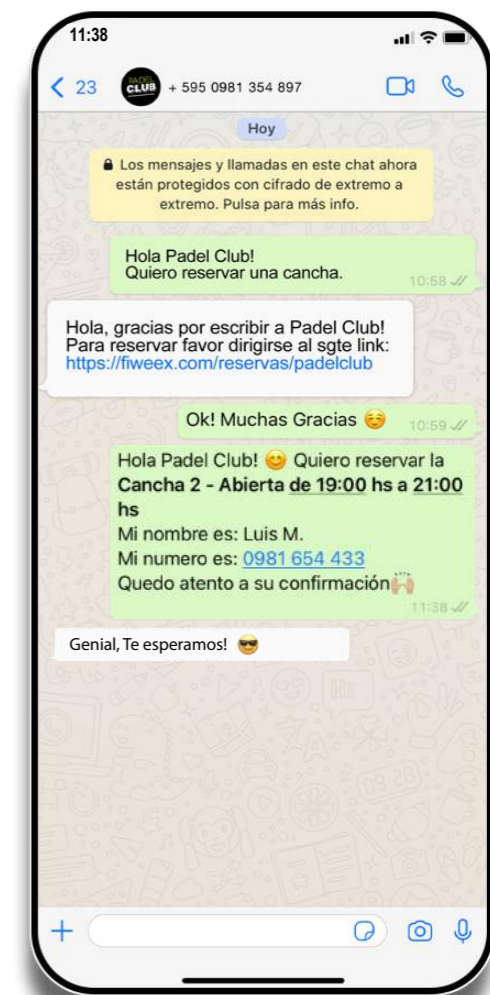 11:38
23
PADEL
CLUB
+ 595 0981 354 897
Hoy
Los mensajes y llamadas en este chat ahora
están protegidos con cifrado de extremo a
extremo. Pulsa para más info.
Hola Padel Club!
Quiero reservar una cancha.
10:58
Hola, gracias por escribir a Padel Club!
Para reservar favor dirigirse al sgte link:
https://fiweex.com/reservas/padelclub
Ok! Muchas Gracias ☺️
10:59
Hola Padel Club! 😊 Quiero reservar la
Cancha 2 - Abierta de 19:00 hs a 21:00
hs
Mi nombre es: Luis M.
Mi numero es: 0981 654 433
Quedo atento a su confirmación🙌🏼
11:38
Genial, Te esperamos! 😎